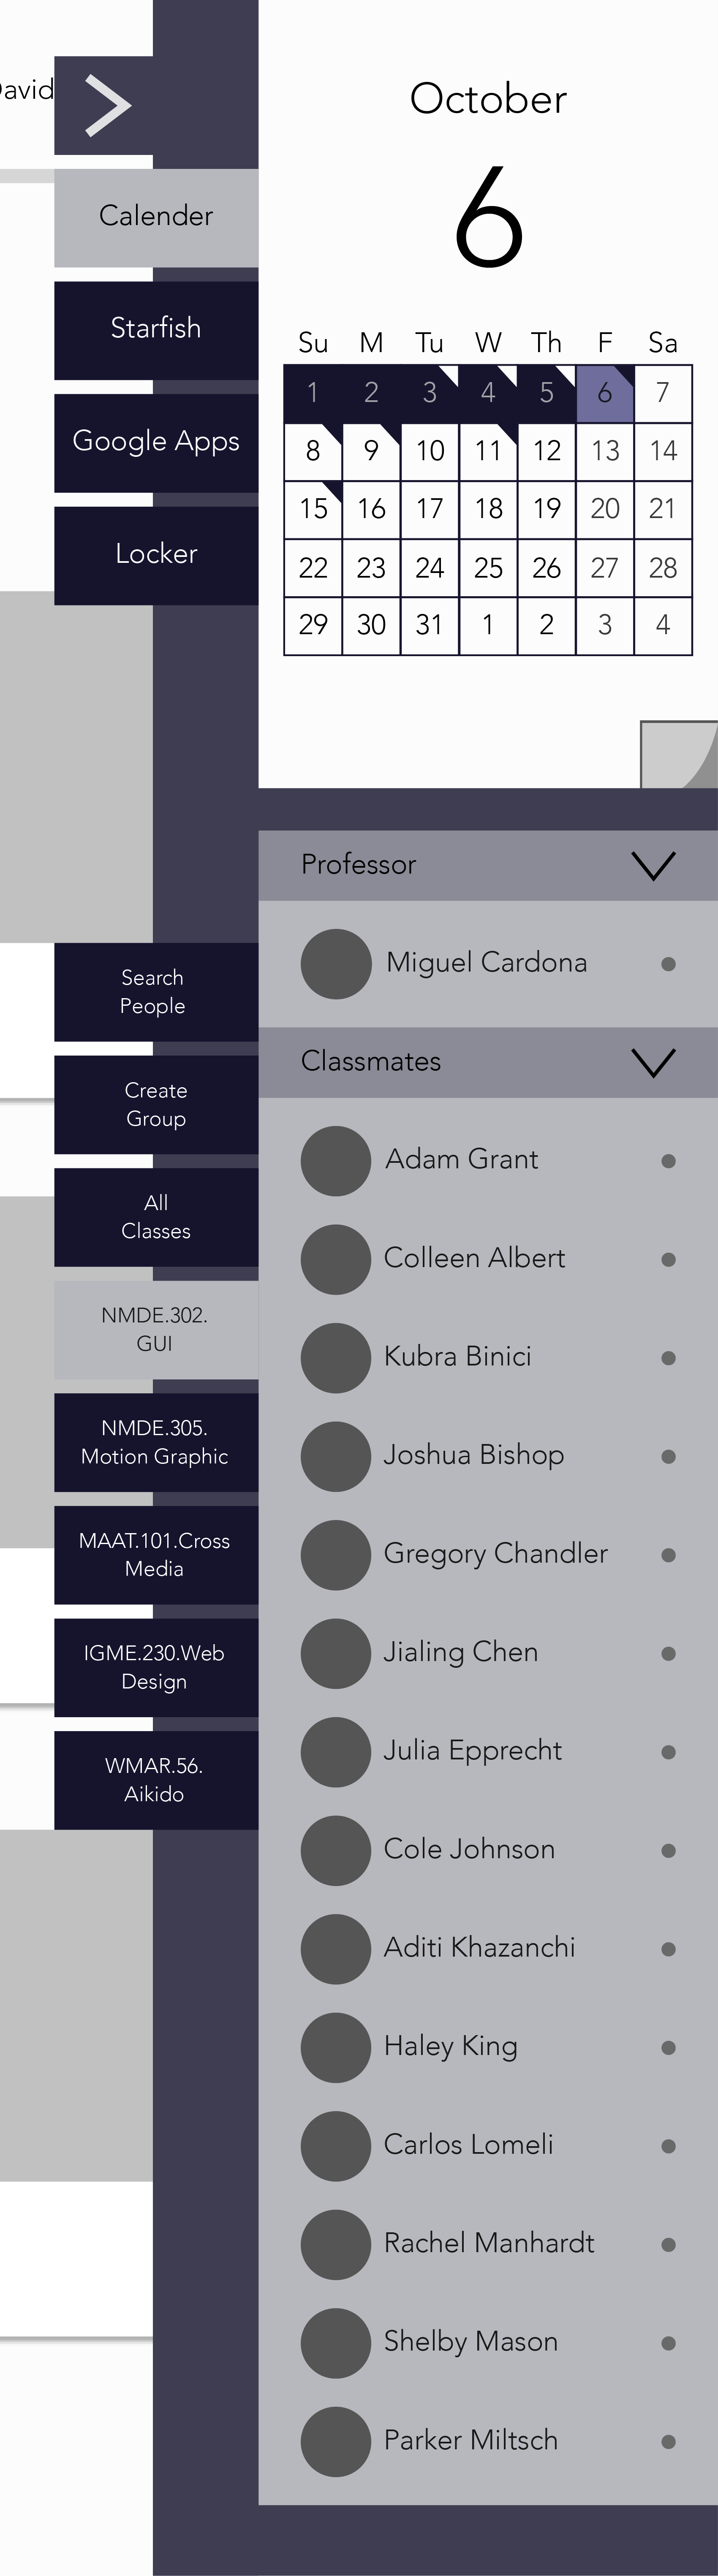 avid
Calender
Starfish
Google Apps
Locker
October
6
Su M Tu W Th F Sa
1 2 3 4 5 6 7
8 9 10 11 12 13 14
15 16 17 18 19 20 21
22 23 24 25 26 27 28
29 30 31 1 2 3 4
Search
People
Create
Group
All
Classes
NMDE.302.
GUI
NMDE.305.
Motion Graphic
MAAT.101.Cross
Media
IGME.230.Web
Design
WMAR.56.
Aikido
Professor
Miguel Cardona
Classmates
Adam Grant
Colleen Albert
Kubra Binici
Joshua Bishop
Gregory Chandler
Jialing Chen
Julia Epprecht
Cole Johnson
Aditi Khazanchi
Haley King
Carlos Lomeli
Rachel Manhardt
Shelby Mason
Parker Miltsch